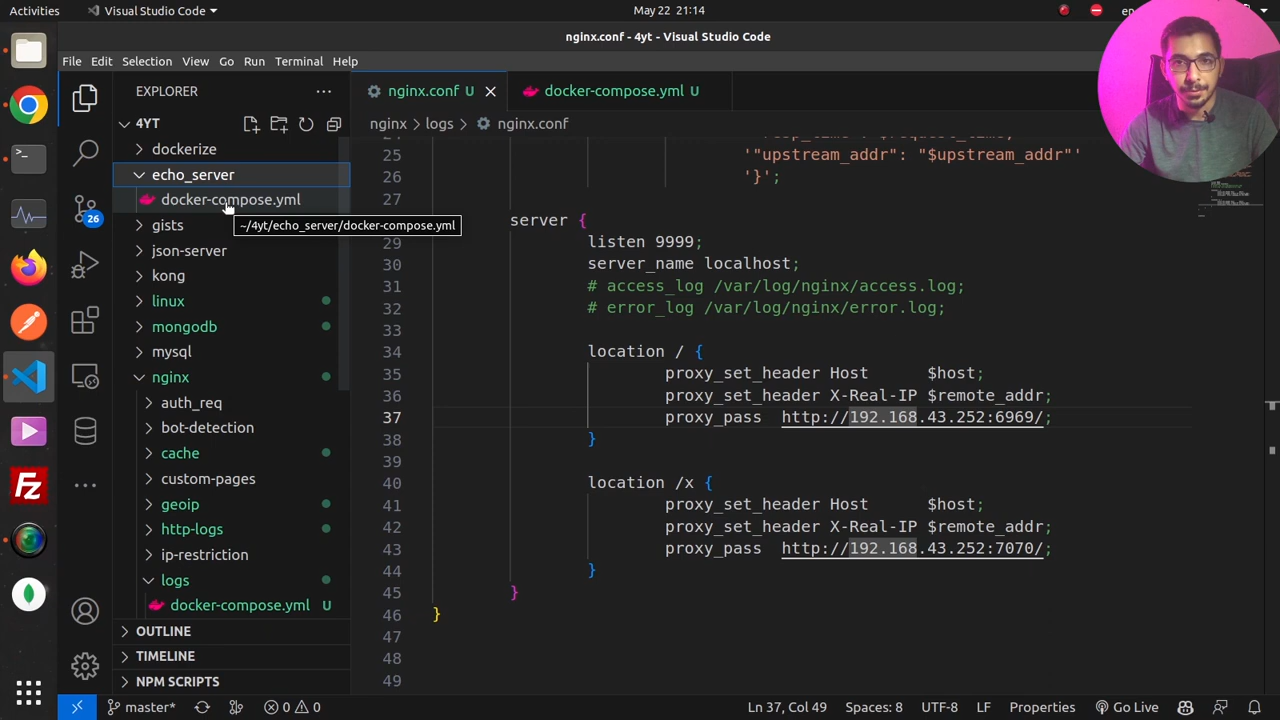 Activities
Visual Studio Code
May 22 21:14
en
nginx.conf - 4yt - Visual Studio Code
File Edit Selection View Go Run Terminal Help
EXPLORER
nginx.conf U
docker-compose.yml U
4YT
nginx > logs > nginx.conf
dockerize
echo_server
docker-compose.yml
~/4yt/echo_server/docker-compose.yml
gists
json-server
kong
linux
mongodb
mysql
nginx
auth_req
bot-detection
cache
custom-pages
geoip
http-logs
ip-restriction
logs
docker-compose.yml U
OUTLINE
TIMELINE
NPM SCRIPTS
26
25 '"upstream_addr": "$upstream_addr"'
26 '}';
27
server {
29 listen 9999;
30 server_name localhost;
31 # access_log /var/log/nginx/access.log;
32 # error_log /var/log/nginx/error.log;
33
34 location / {
35 proxy_set_header Host $host;
36 proxy_set_header X-Real-IP $remote_addr;
37 proxy_pass http://192.168.43.252:6969/;
38 }
39
40 location /x {
41 proxy_set_header Host $host;
42 proxy_set_header X-Real-IP $remote_addr;
43 proxy_pass http://192.168.43.252:7070/;
44 }
45 }
46 }
47
48
49
master* 0 0 Ln 37, Col 49 Spaces: 8 UTF-8 LF Properties Go Live